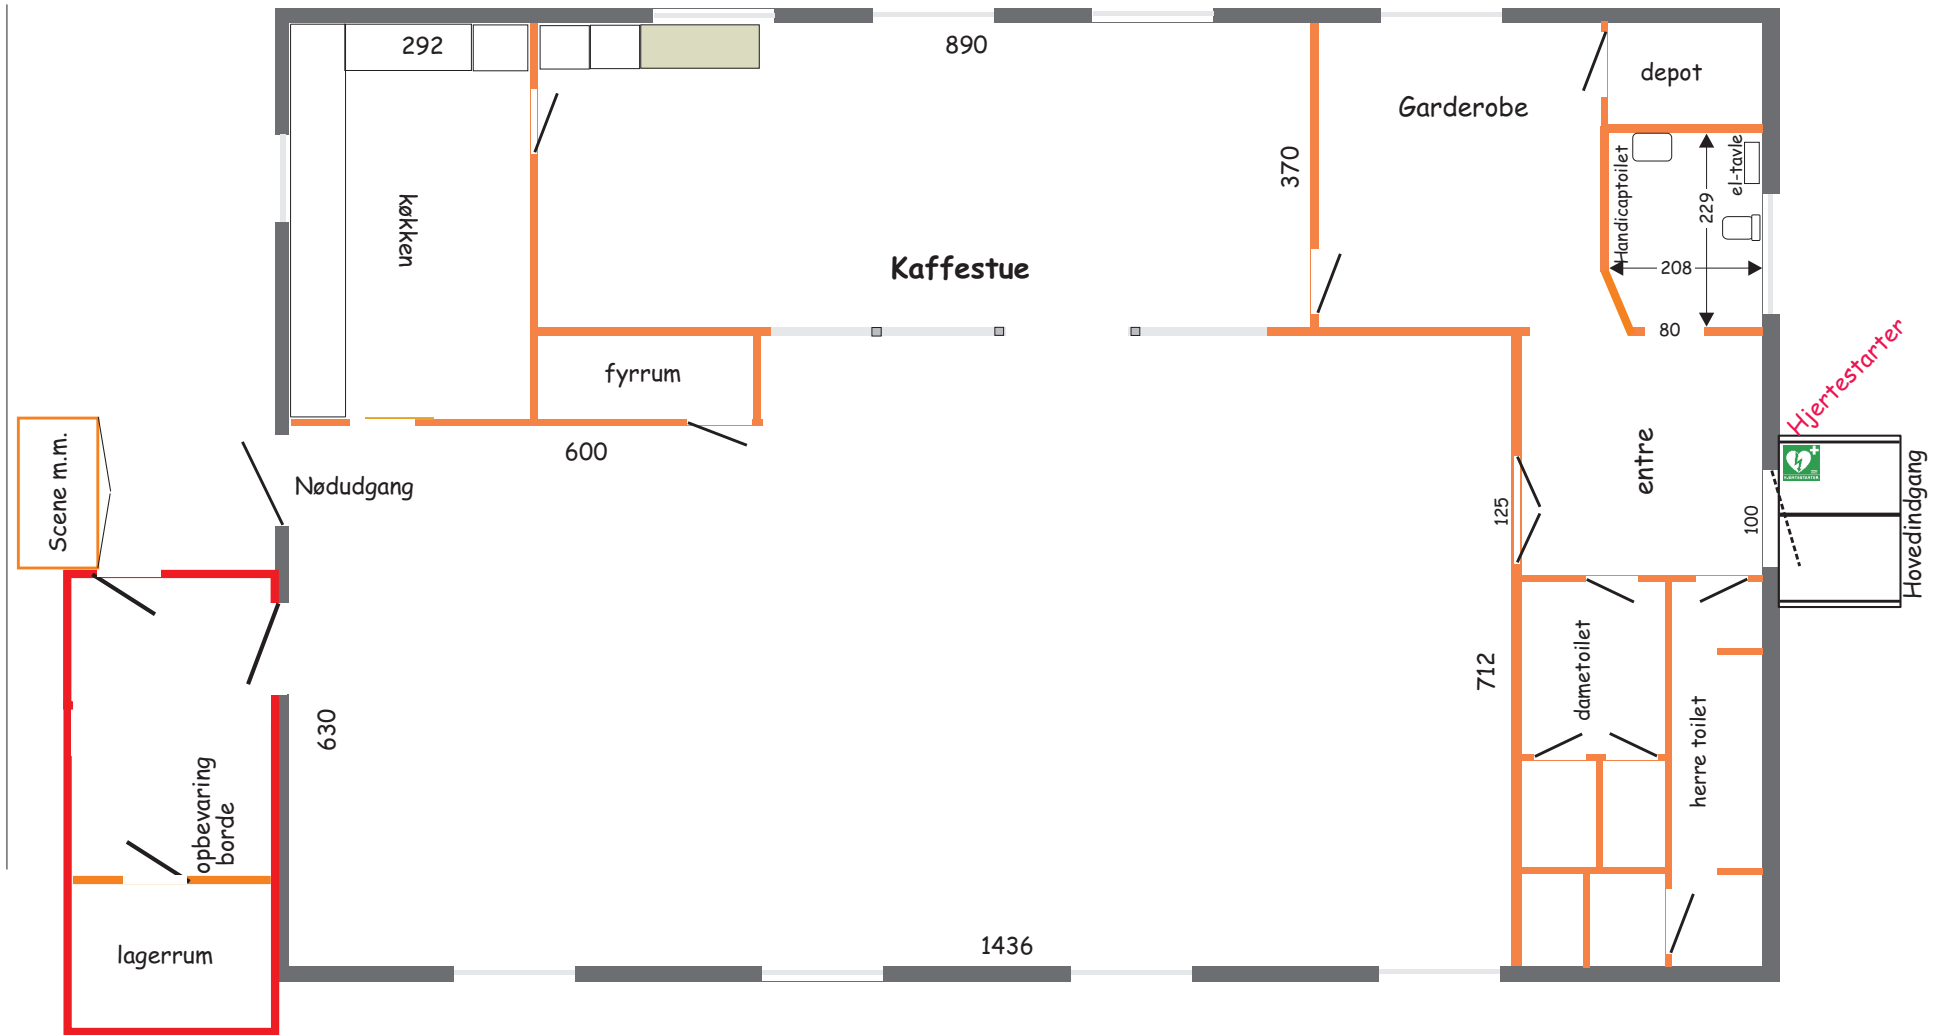 292
890
depot
Garderobe
370
Handicaptoilet
el-tavle
229
208
køkken
Kaffestue
80
fyrrum
Hjertestarter
600
Scene m.m.
Nødudgang
entre
125
100
Hovedindgang
712
dametoilet
herre toilet
630
opbevaring
borde
1436
lagerrum